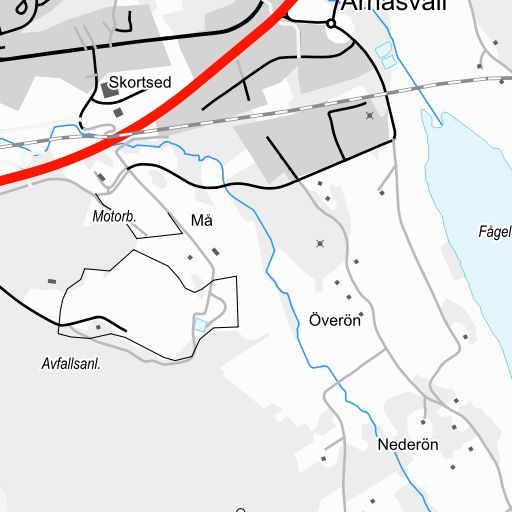 Arnäsvall
Skortsed
Motorb.
Må
Fågel
Överön
Avfallsanl.
Nederön